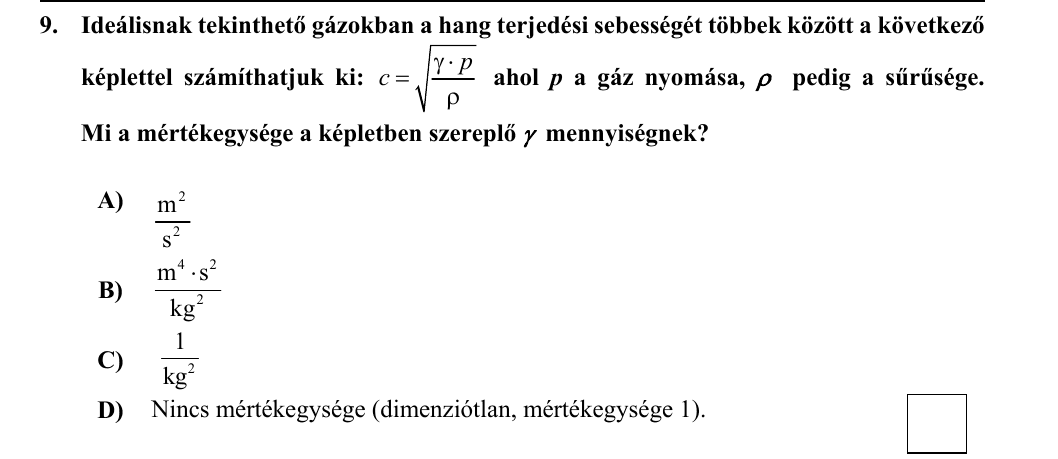 9. Ideálisnak tekinthető gázokban a hang terjedési sebességét többek között a következő
képlettel számíthatjuk ki: c = √(γ · p / ρ) ahol p a gáz nyomása, ρ pedig a sűrűsége.
Mi a mértékegysége a képletben szereplő γ mennyiségnek?
A) m² / s²
B) m⁴ · s² / kg²
C) 1 / kg²
D) Nincs mértékegysége (dimenziótlan, mértékegysége 1).